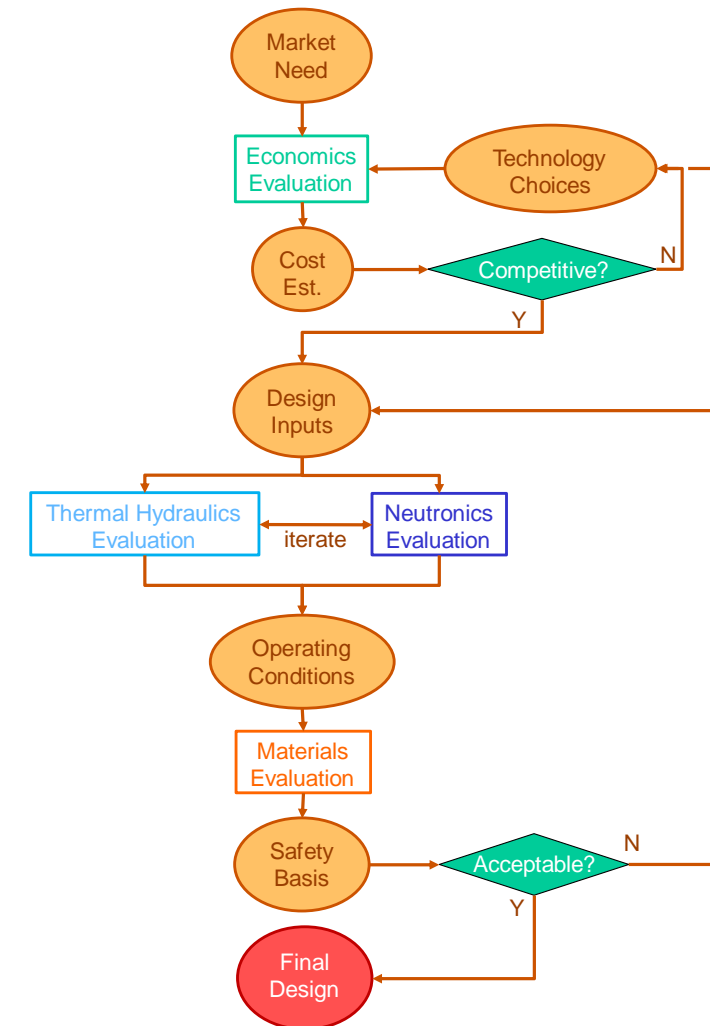 Market
Need
Economics
Evaluation
Technology
Choices
Cost
Est.
Competitive?
N
Y
Design
Inputs
Thermal Hydraulics
Evaluation
iterate
Neutronics
Evaluation
Operating
Conditions
Materials
Evaluation
Safety
Basis
Acceptable?
N
Y
Final
Design